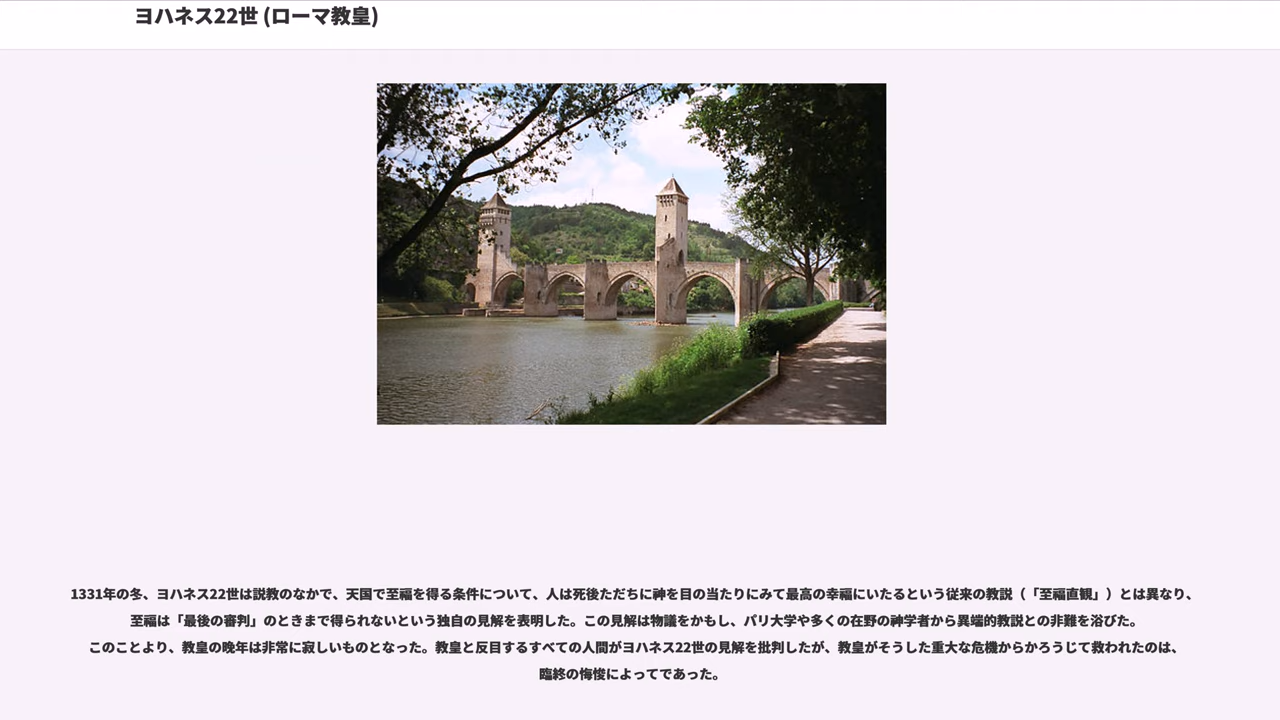 ヨハネス22世 (ローマ教皇)
1331年の冬、ヨハネス22世は説教のなかで、天国で至福を得る条件について、人は死後ただちに神を目の当たりにみて最高の幸福にいたるという従来の教説（「至福直観」）とは異なり、
至福は「最後の審判」のときまで得られないという独自の見解を表明した。この見解は物議をかもし、パリ大学や多くの在野の神学者から異端的教説との非難を浴びた。
このことより、教皇の晩年は非常に寂しいものとなった。教皇と反目するすべての人間がヨハネス22世の見解を批判したが、教皇がそうした重大な危機からかろうじて救われたのは、
臨終の悔悛によってであった。